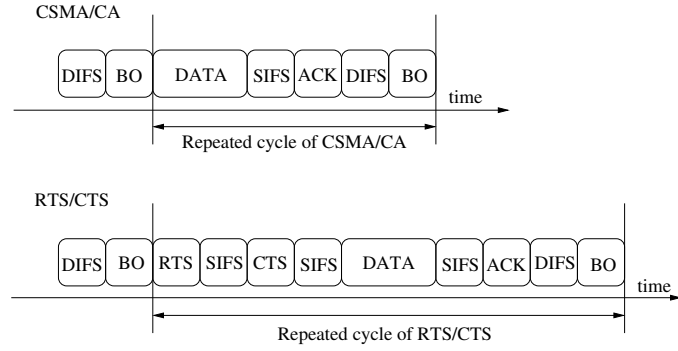 CSMA/CA
DIFS BO DATA SIFS ACK DIFS BO
time
Repeated cycle of CSMA/CA
RTS/CTS
DIFS BO RTS SIFS CTS SIFS DATA SIFS ACK DIFS BO
time
Repeated cycle of RTS/CTS